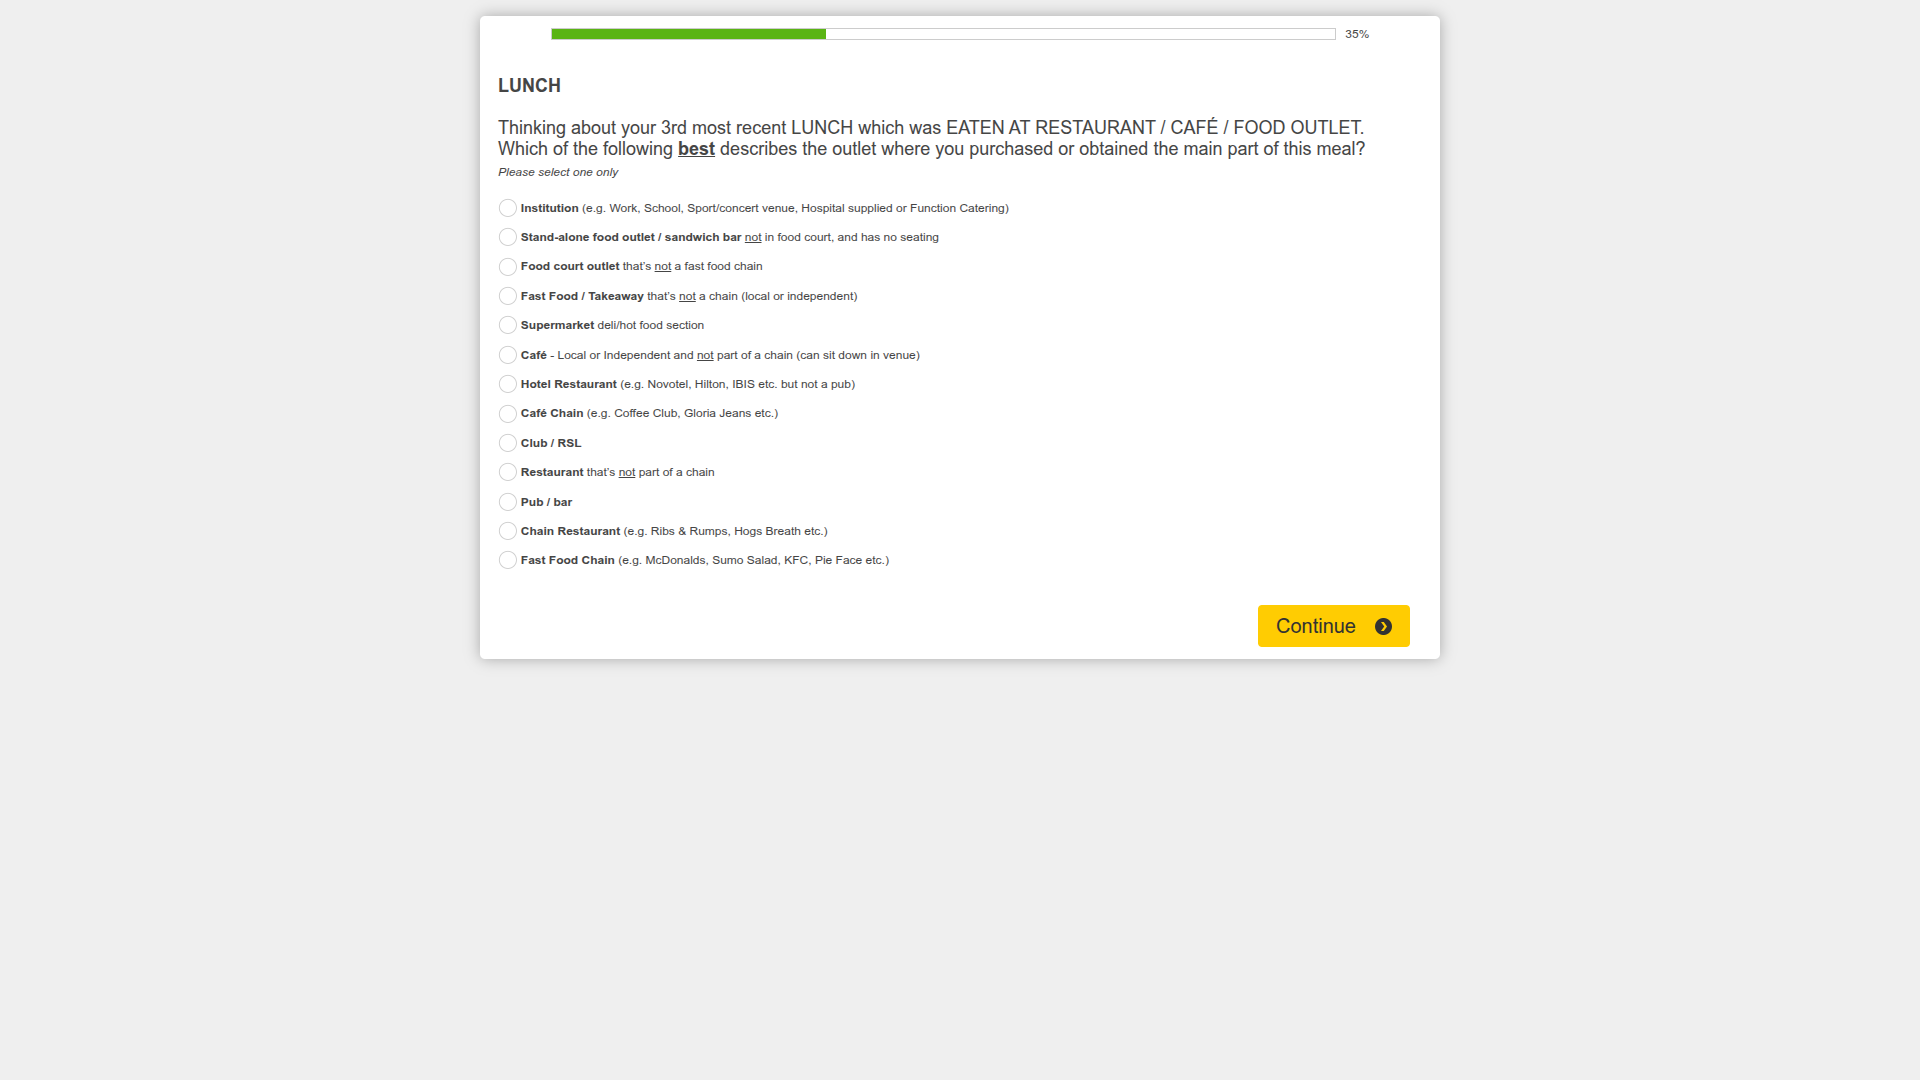 35%
LUNCH
Thinking about your 3rd most recent LUNCH which was EATEN AT RESTAURANT / CAFÉ / FOOD OUTLET.
Which of the following best describes the outlet where you purchased or obtained the main part of this meal?
Please select one only
Institution (e.g. Work, School, Sport/concert venue, Hospital supplied or Function Catering)
Stand-alone food outlet / sandwich bar not in food court, and has no seating
Food court outlet that's not a fast food chain
Fast Food / Takeaway that's not a chain (local or independent)
Supermarket deli/hot food section
Café - Local or Independent and not part of a chain (can sit down in venue)
Hotel Restaurant (e.g. Novotel, Hilton, IBIS etc. but not a pub)
Café Chain (e.g. Coffee Club, Gloria Jeans etc.)
Club / RSL
Restaurant that's not part of a chain
Pub / bar
Chain Restaurant (e.g. Ribs & Rumps, Hogs Breath etc.)
Fast Food Chain (e.g. McDonalds, Sumo Salad, KFC, Pie Face etc.)
Continue